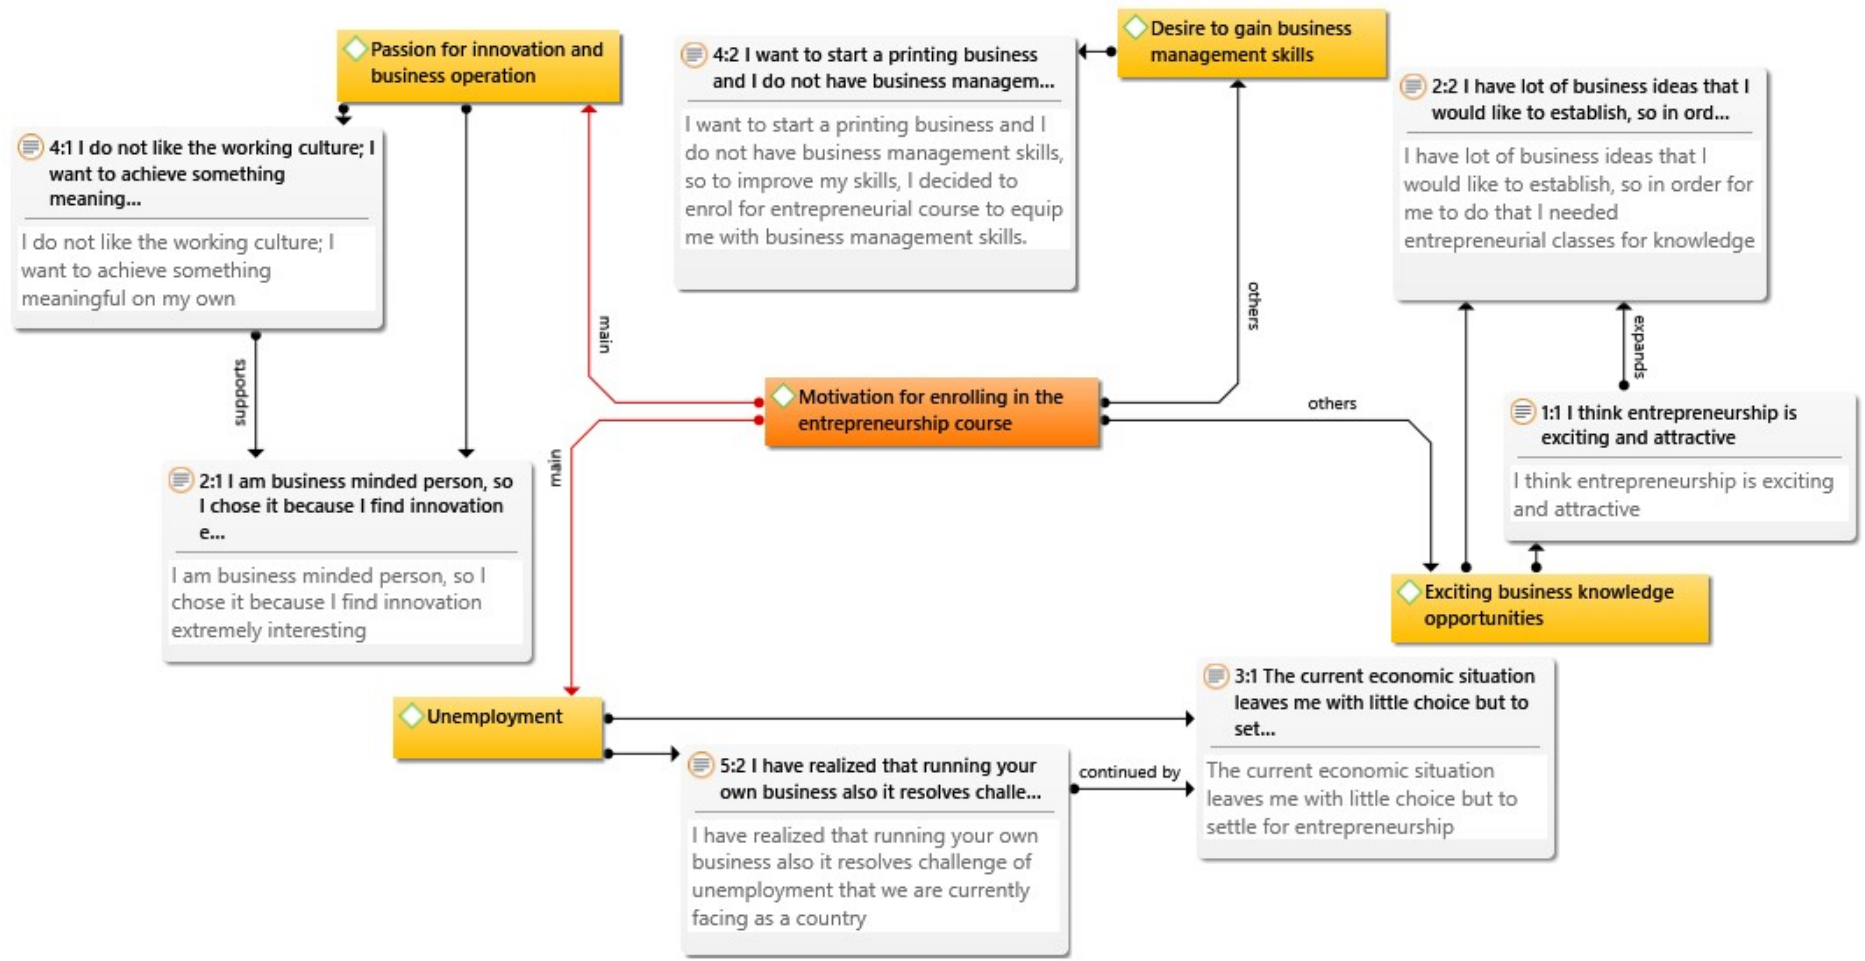 Passion for innovation and
business operation
4:1 I do not like the working culture; I
want to achieve something
meaning...
I do not like the working culture; I
want to achieve something
meaningful on my own
supports
2:1 I am business minded person, so
I chose it because I find innovation
e...
I am business minded person, so I
chose it because I find innovation
extremely interesting
main
main
4:2 I want to start a printing business
and I do not have business managem...
I want to start a printing business and I
do not have business management skills,
so to improve my skills, I decided to
enrol for entrepreneurial course to equip
me with business management skills.
Desire to gain business
management skills
others
Motivation for enrolling in the
entrepreneurship course
others
2:2 I have lot of business ideas that I
would like to establish, so in ord...
I have lot of business ideas that I
would like to establish, so in order for
me to do that I needed
entrepreneurial classes for knowledge
expands
1:1 I think entrepreneurship is
exciting and attractive
I think entrepreneurship is exciting
and attractive
Exciting business knowledge
opportunities
Unemployment
5:2 I have realized that running your
own business also it resolves challe...
I have realized that running your own
business also it resolves challenge of
unemployment that we are currently
facing as a country
continued by
3:1 The current economic situation
leaves me with little choice but to
set...
The current economic situation
leaves me with little choice but to
settle for entrepreneurship